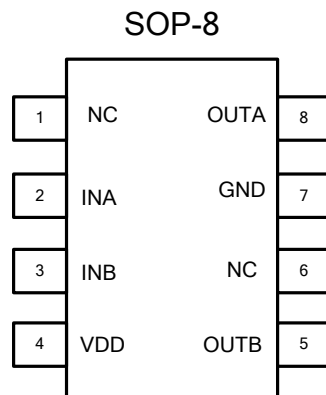 SOP-8
1 NC OUTA 8
2 INA GND 7
3 INB NC 6
4 VDD OUTB 5